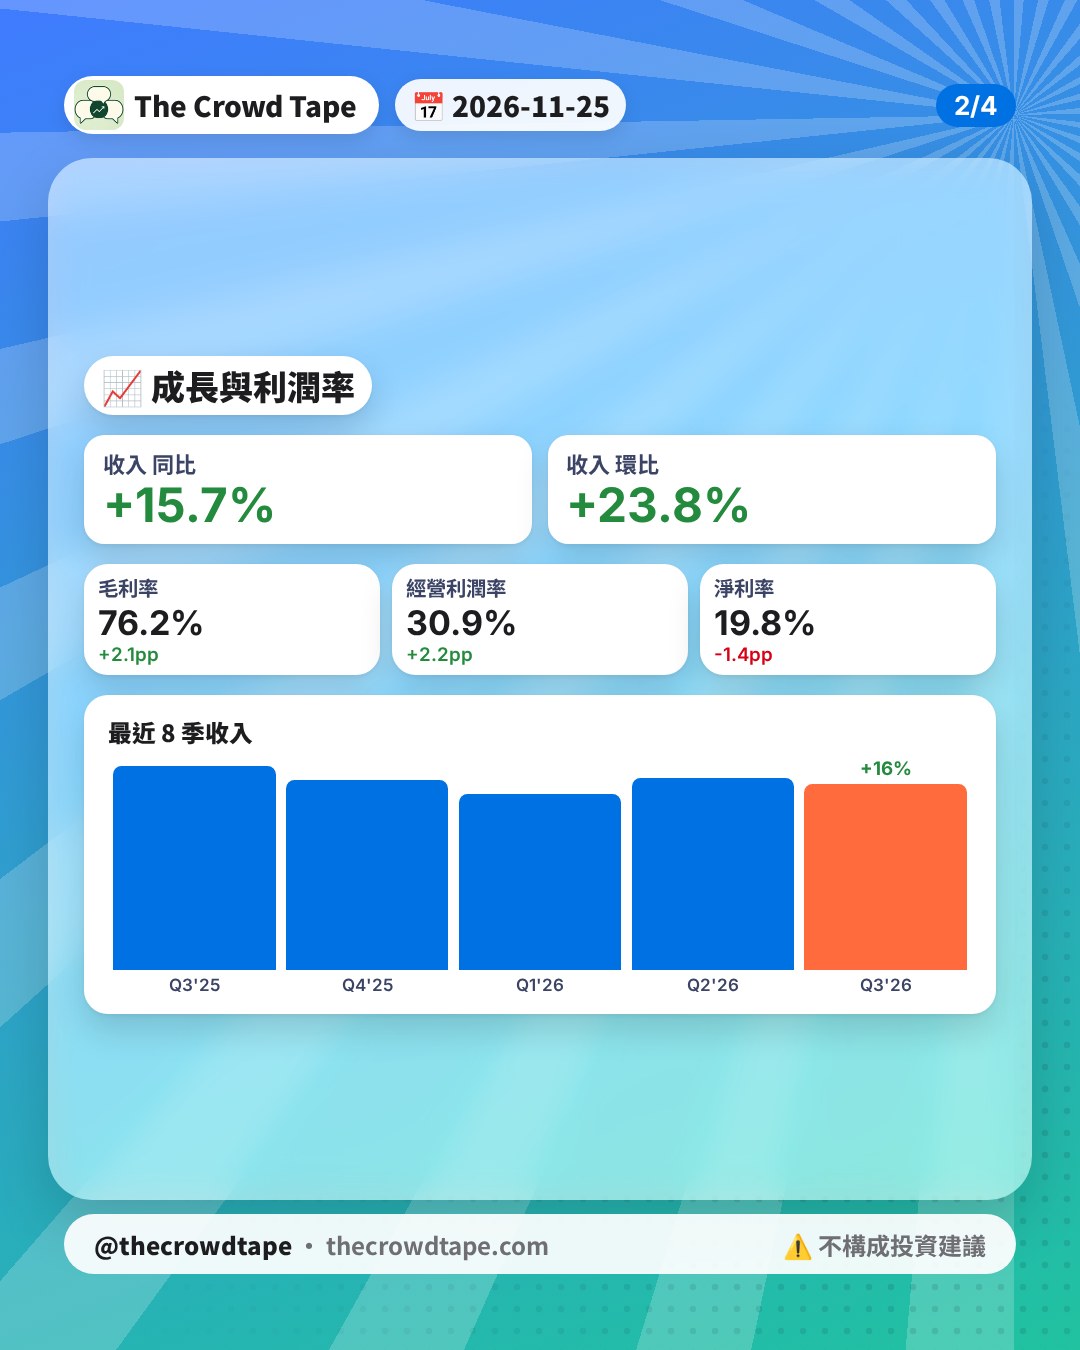 The Crowd Tape
2026-11-25
2/4
成長與利潤率
收入 同比
+15.7%
收入 環比
+23.8%
毛利率
76.2%
+2.1pp
經營利潤率
30.9%
+2.2pp
淨利率
19.8%
-1.4pp
最近 8 季收入
+16%
Q3'25
Q4'25
Q1'26
Q2'26
Q3'26
@thecrowdtape • thecrowdtape.com
不構成投資建議